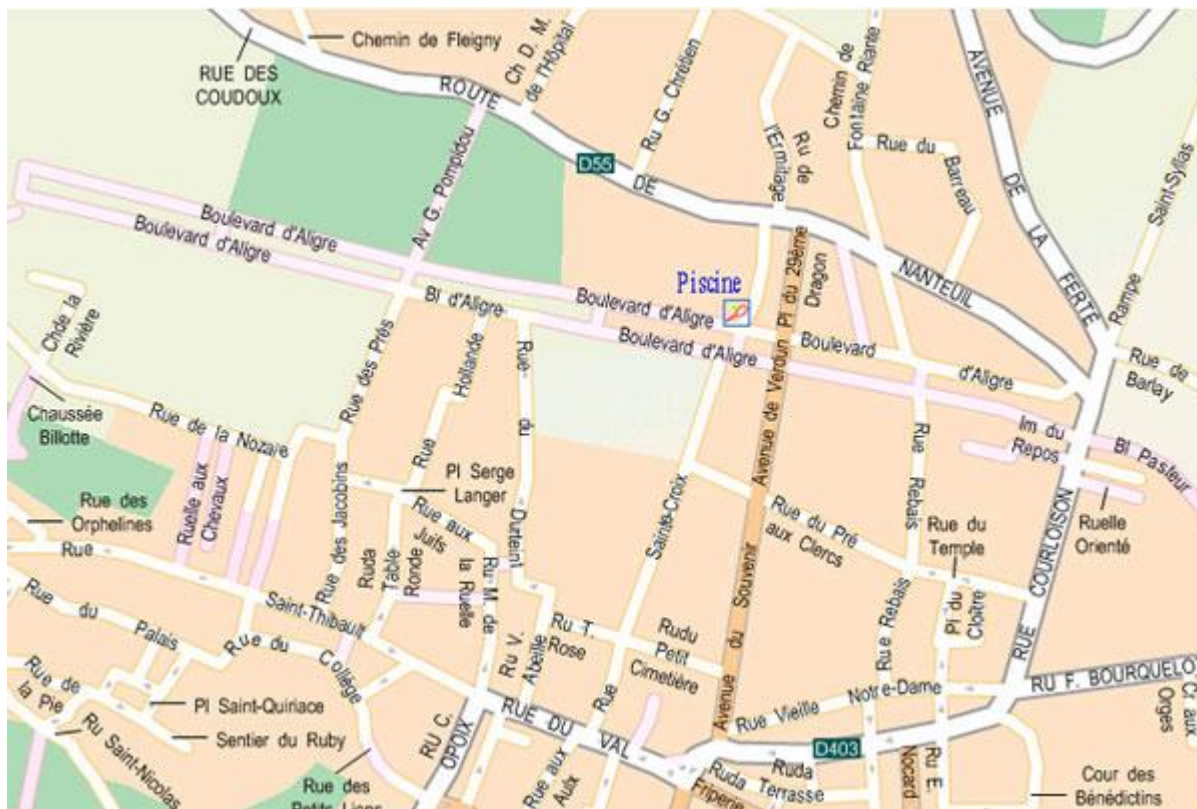 Chemin de Fleigny
RUE DES
COUDOUX
Ch D. M.
de l'Hôpital
Ru G. Chrétien
Ru de
l'Ermitage
Chemin de
Fontaine Riante
Rue du
Barreau
AVENUE DE LA FERTE
Rampe Saint-Syllas
ROUTE DE NANTEUIL
D55
Av G. Pompidou
Boulevard d'Aligre
Boulevard d'Aligre
Bl d'Aligre
Piscine
Boulevard d'Aligre
Boulevard d'Aligre
Pl du 29ème
Dragon
Boulevard d'Aligre
Rue de
Barlay
Chde la
Rivière
Chaussée
Billotte
Rue de la Nozaie
Rue des Prés
Rue Hollande
Rue du Durteint
Avenue de Verdun
Im du
Repos
Bl Pasteur
Ruelle
Orienté
Rue des
Orphelines
Ruelle aux
Chevaux
Rue des Jacobins
Pl Serge
Langer
Rue aux
Juifs
Ruda
Table
Ronde
Ru M. de
la Ruelle
Rue Sainte-Croix
Rue du Pré
aux Clercs
Rue Rebais
Rue du
Temple
RUE COURLOISON
Rue Saint-Thibault
Rue du Palais
Rue du Collège
Ru V.
Abeille
Ru T.
Rose
Rudu
Petit
Cimetière
Avenue du Souvenir
Rue Rebais
Pl du
Cloître
Rue de
la Pie
Pl Saint-Quiriace
Sentier du Ruby
Ru Saint-Nicolas
Rue des
RU C.
OPOIX
RUE DU VAL
Rue aux
Aulx
Rue Vieille Notre-Dame
RU F. BOURQUELO
Cr aux
Orges
D403
Ruda
Ruda Terrasse
Friperie
Nocard
Ru E.
Cour des
Bénédictins